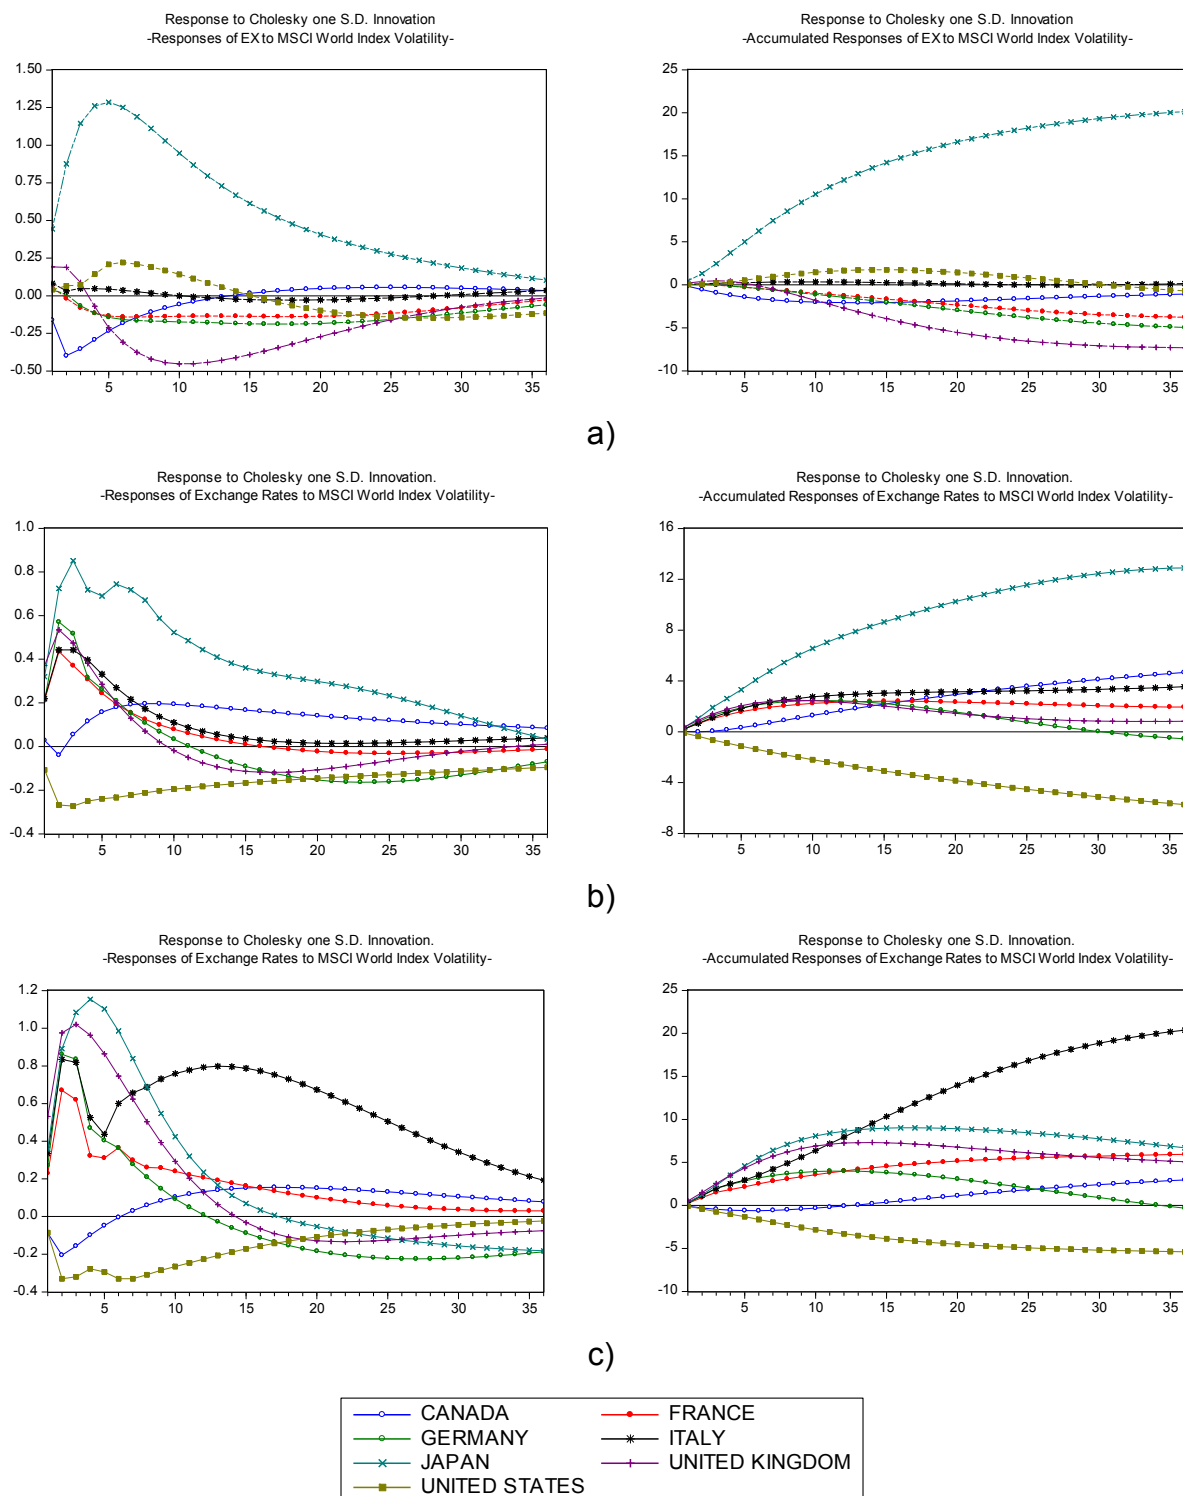 Response to Cholesky one S.D. Innovation
-Responses of EX to MSCI World Index Volatility-
1.50
1.25
1.00
0.75
0.50
0.25
0.00
-0.25
-0.50
5 10 15 20 25 30 35
Response to Cholesky one S.D. Innovation
-Accumulated Responses of EX to MSCI World Index Volatility-
25
20
15
10
5
0
-5
-10
5 10 15 20 25 30 35
a)
Response to Cholesky one S.D. Innovation.
-Responses of Exchange Rates to MSCI World Index Volatility-
1.0
0.8
0.6
0.4
0.2
0.0
-0.2
-0.4
5 10 15 20 25 30 35
Response to Cholesky one S.D. Innovation.
-Accumulated Responses of Exchange Rates to MSCI World Index Volatility-
16
12
8
4
0
-4
-8
5 10 15 20 25 30 35
b)
Response to Cholesky one S.D. Innovation.
-Responses of Exchange Rates to MSCI World Index Volatility-
1.2
1.0
0.8
0.6
0.4
0.2
0.0
-0.2
-0.4
5 10 15 20 25 30 35
Response to Cholesky one S.D. Innovation.
-Accumulated Responses of Exchange Rates to MSCI World Index Volatility-
25
20
15
10
5
0
-5
-10
5 10 15 20 25 30 35
c)
CANADA FRANCE
GERMANY ITALY
JAPAN UNITED KINGDOM
UNITED STATES